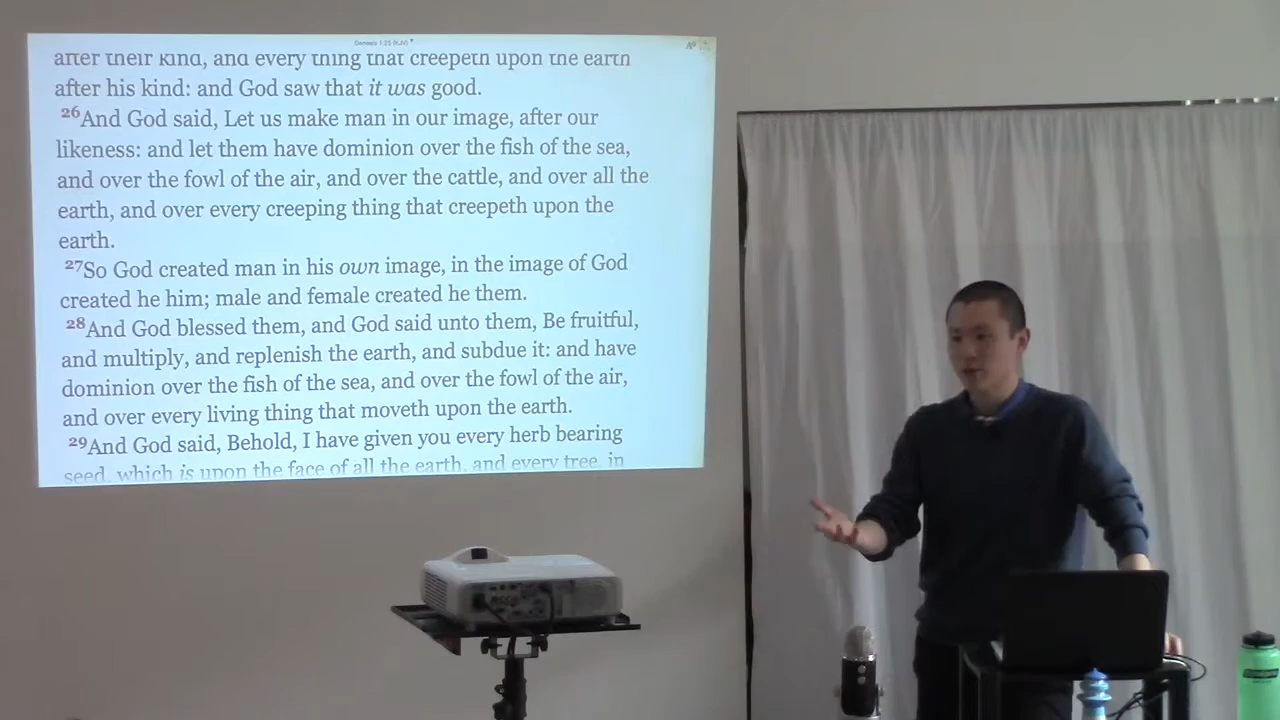 Genesis 1:25 (KJV)
after their kind, and every thing that creepeth upon the earth
after his kind: and God saw that it was good.
26And God said, Let us make man in our image, after our
likeness: and let them have dominion over the fish of the sea,
and over the fowl of the air, and over the cattle, and over all the
earth, and over every creeping thing that creepeth upon the
earth.
27So God created man in his own image, in the image of God
created he him; male and female created he them.
28And God blessed them, and God said unto them, Be fruitful,
and multiply, and replenish the earth, and subdue it: and have
dominion over the fish of the sea, and over the fowl of the air,
and over every living thing that moveth upon the earth.
29And God said, Behold, I have given you every herb bearing
seed, which is upon the face of all the earth, and every tree, in